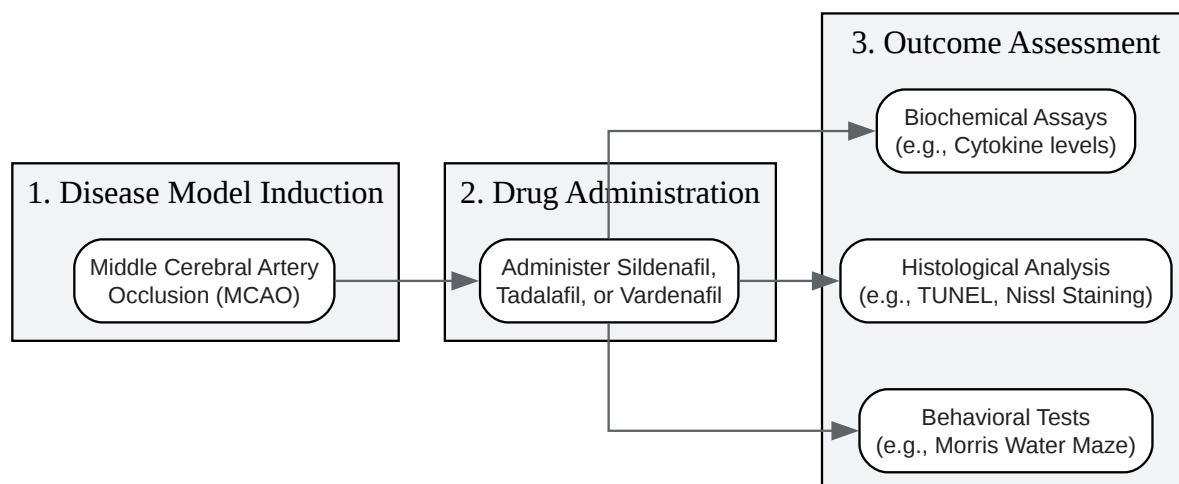 1. Disease Model Induction
Middle Cerebral Artery
Occlusion (MCAO)
2. Drug Administration
Administer Sildenafil,
Tadalafil, or Vardenafil
3. Outcome Assessment
Biochemical Assays
(e.g., Cytokine levels)
Histological Analysis
(e.g., TUNEL, Nissl Staining)
Behavioral Tests
(e.g., Morris Water Maze)